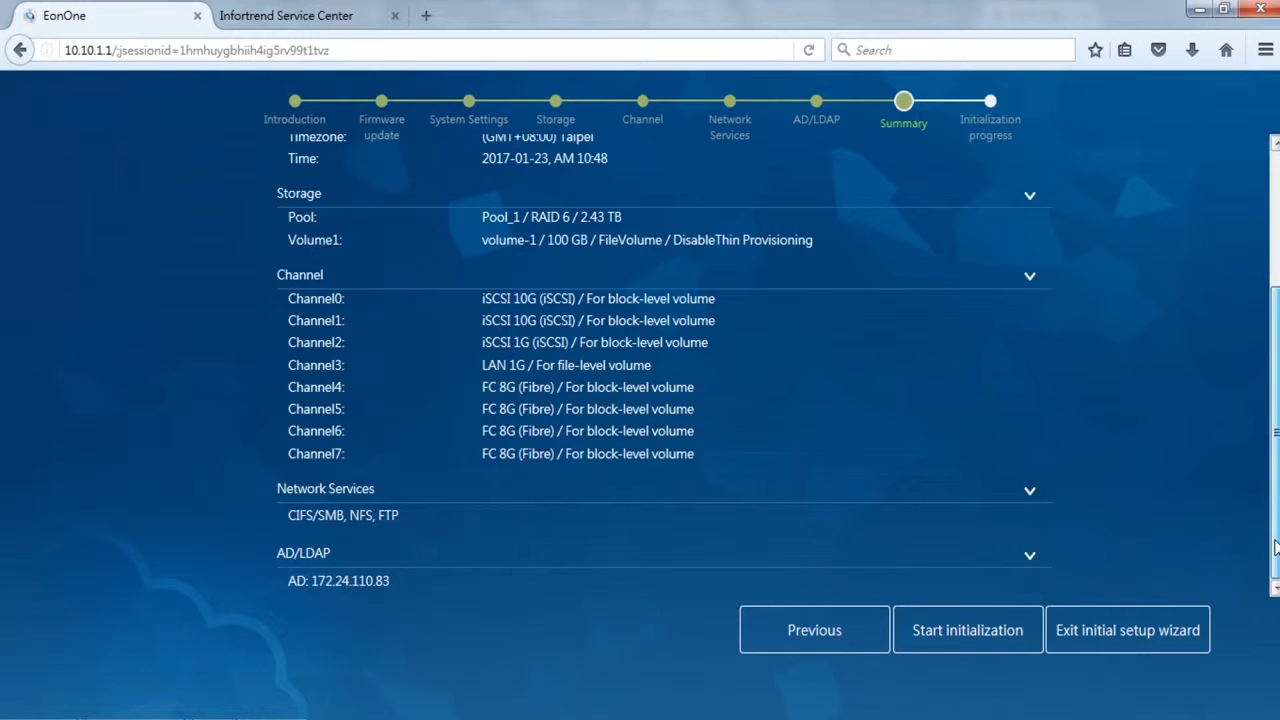 EonOne
Infortrend Service Center
10.10.1.1/;jsessionid=1hmhuygbhiih4ig5rv99t1tvz
Search
Introduction
Firmware update
System Settings
Storage
Channel
Network Services
AD/LDAP
Summary
Initialization progress
Timezone: (GMT+08:00) Taipei
Time: 2017-01-23, AM 10:48
Storage
Pool: Pool_1 / RAID 6 / 2.43 TB
Volume1: volume-1 / 100 GB / FileVolume / DisableThin Provisioning
Channel
Channel0: iSCSI 10G (iSCSI) / For block-level volume
Channel1: iSCSI 10G (iSCSI) / For block-level volume
Channel2: iSCSI 1G (iSCSI) / For block-level volume
Channel3: LAN 1G / For file-level volume
Channel4: FC 8G (Fibre) / For block-level volume
Channel5: FC 8G (Fibre) / For block-level volume
Channel6: FC 8G (Fibre) / For block-level volume
Channel7: FC 8G (Fibre) / For block-level volume
Network Services
CIFS/SMB, NFS, FTP
AD/LDAP
AD: 172.24.110.83
Previous
Start initialization
Exit initial setup wizard